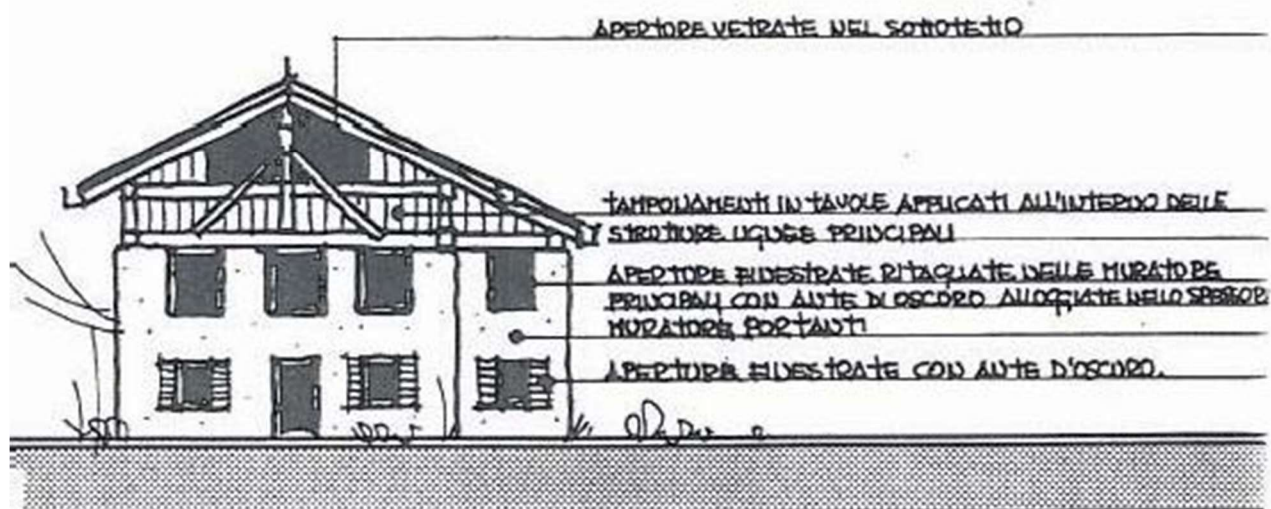 APERTURE VETRATE NEL SOTTOTETTO
TAMPONAMENTI IN TAVOLE APPLICATI ALL'INTERNO DELLE
STRUTTURE LIGNEE PRINCIPALI
APERTURE FINESTRATE RITAGLIATE NELLE MURATURE
PRINCIPALI CON ANTE DI OSCURO ALLOGGIATE NELLO SPESSOR
MURATURE PORTANTI
APERTURE FINESTRATE CON ANTE D'OSCURO.